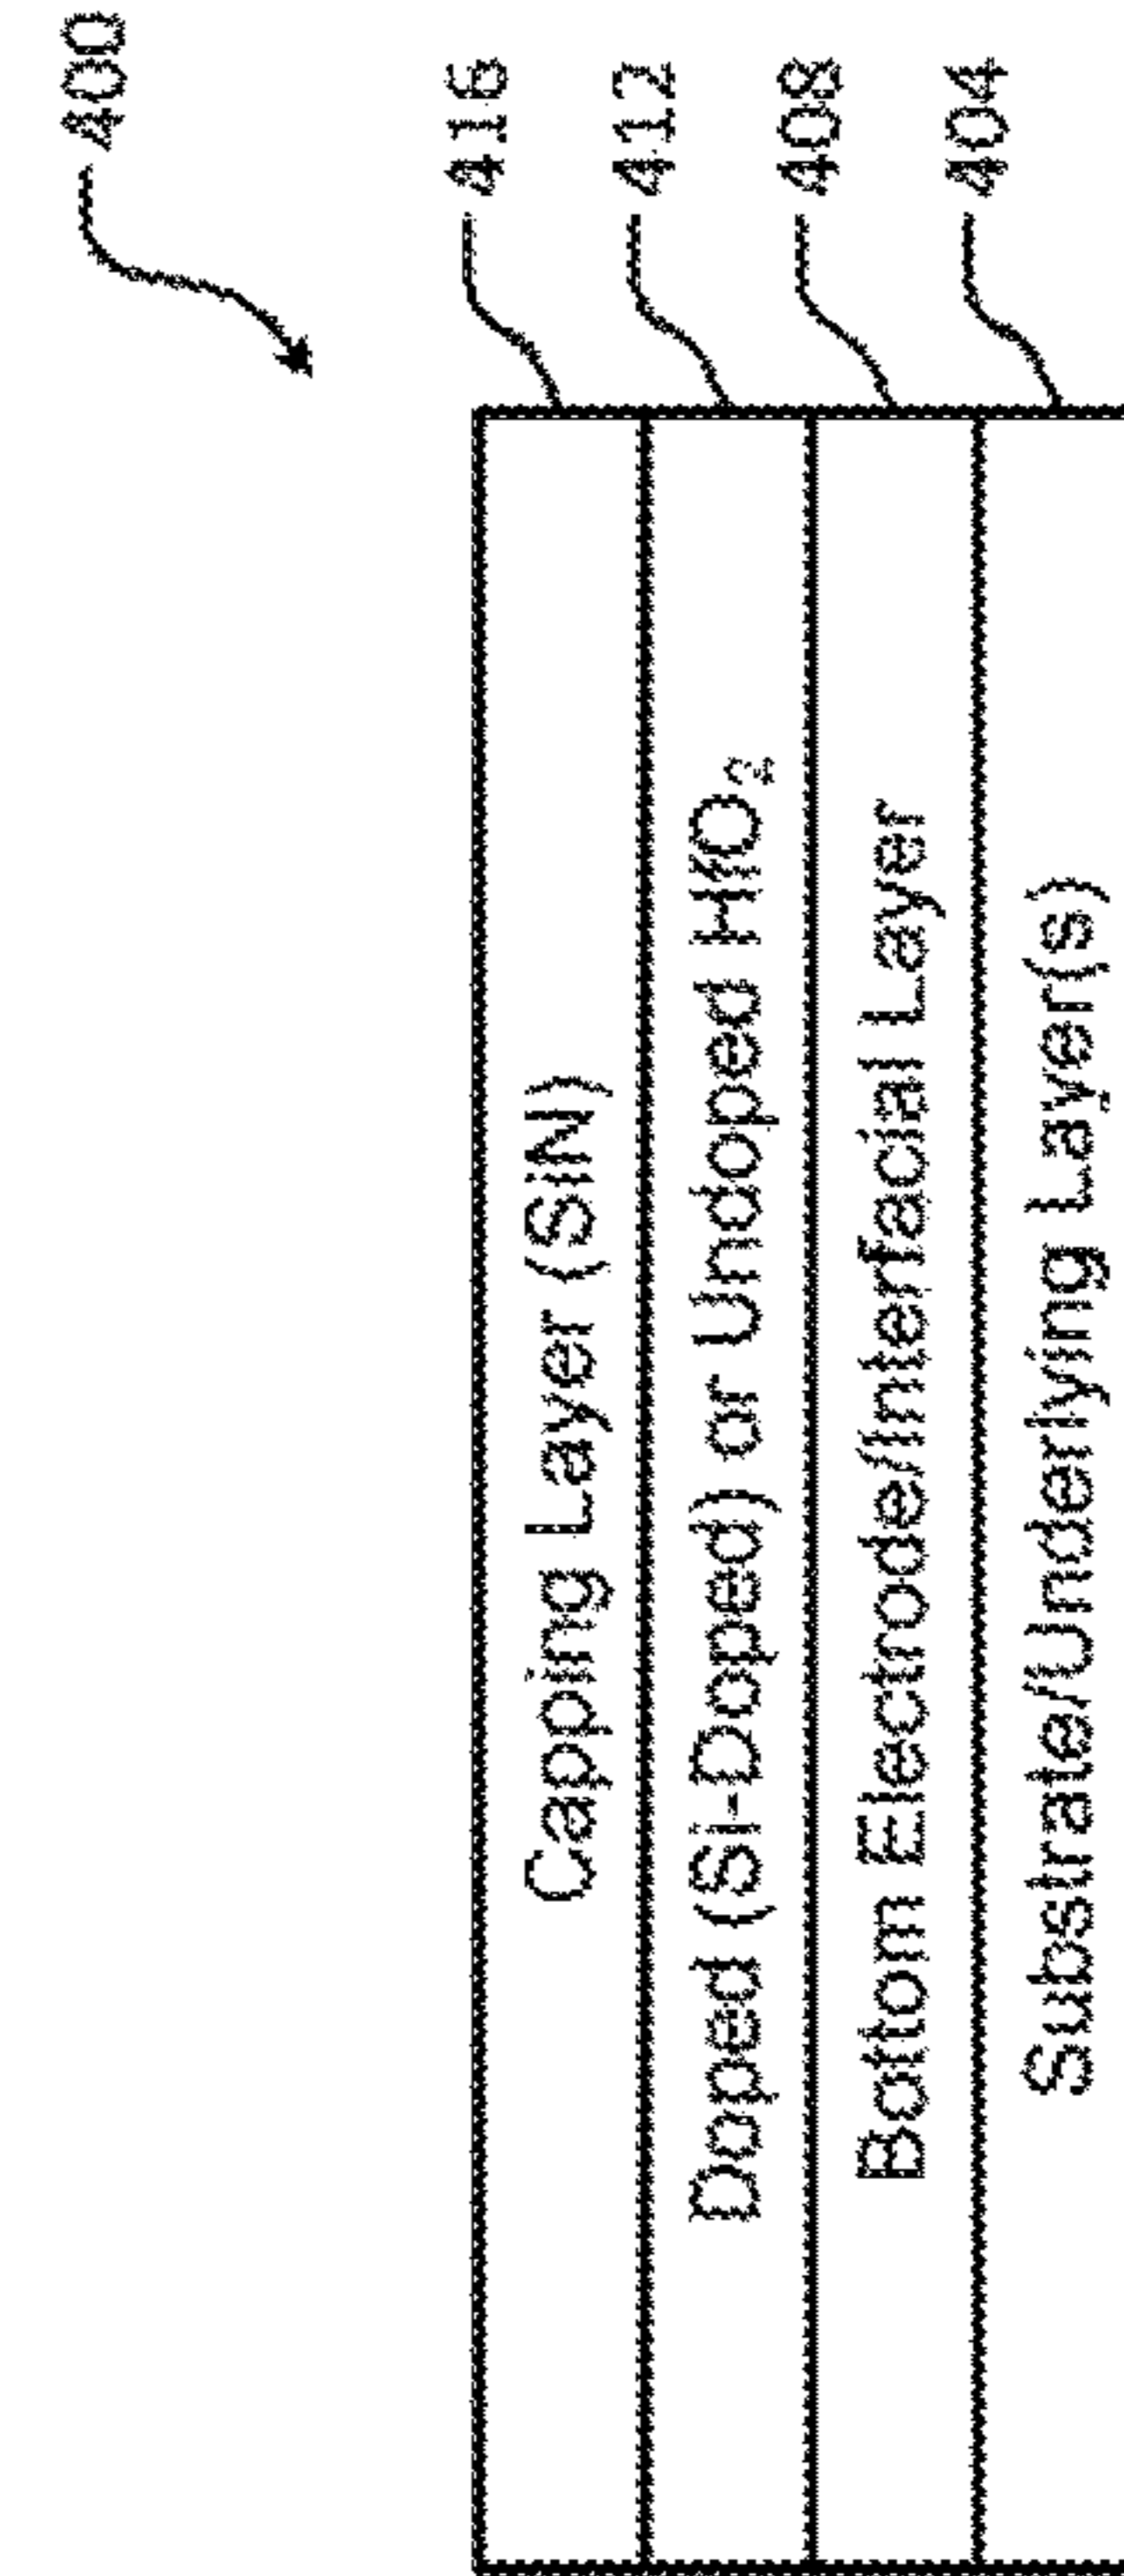 400
Capping Layer (SiN)
416
Doped (Si-Doped) or Undoped HfO₂
412
Bottom Electrode/Interfacial Layer
408
Substrate/Underlying Layer(s)
404